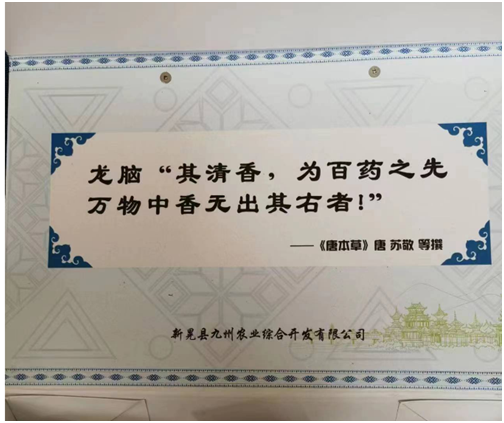 龙脑“其清香，为百药之先
万物中香无出其右者！”
——《唐本草》唐 苏敬 等撰
新晃县九州农业综合开发有限公司